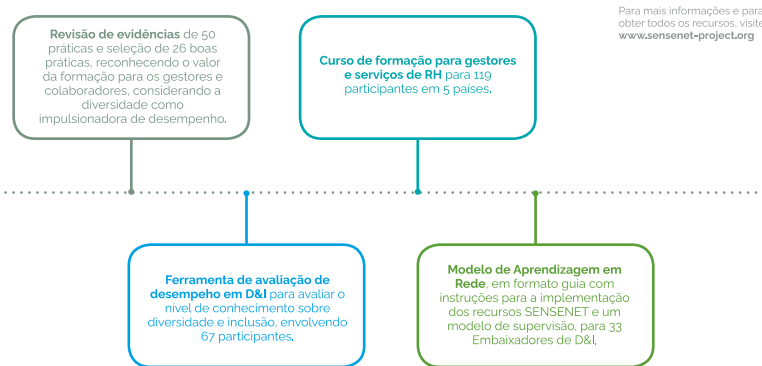 Revisão de evidências de 50
práticas e seleção de 26 boas
práticas, reconhecendo o valor
da formação para os gestores e
colaboradores, considerando a
diversidade como
impulsionadora de desempenho.
Curso de formação para gestores
e serviços de RH para 119
participantes em 5 países.
Para mais informações e para
obter todos os recursos, visite
www.sensenet-project.org
Ferramenta de avaliação de
desempeho em D&I para avaliar o
nível de conhecimento sobre
diversidade e inclusão, envolvendo
67 participantes.
Modelo de Aprendizagem em
Rede, em formato guia com
instruções para a implementação
dos recursos SENSENET e um
modelo de supervisão, para 33
Embaixadores de D&I.